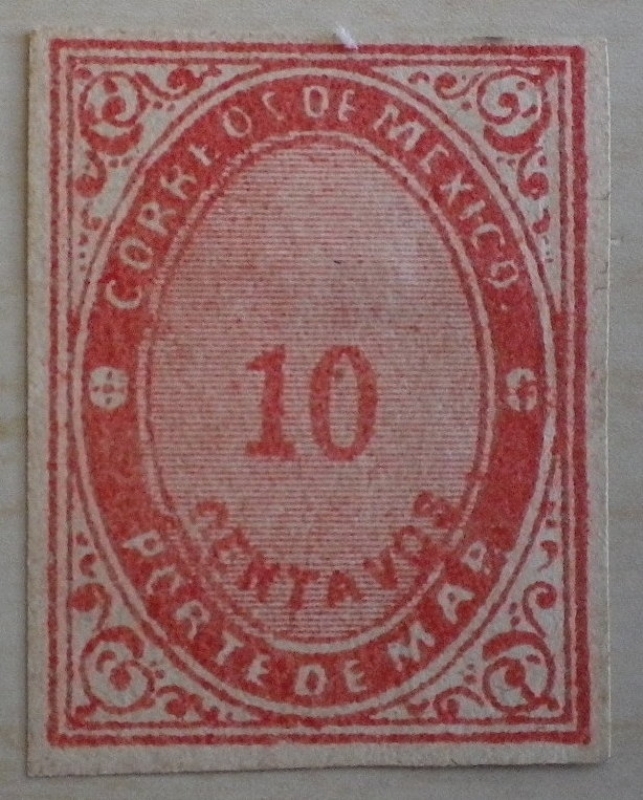 CORREOS DE MEXICO.
10
CENTAVOS
PORTE DE MAR.